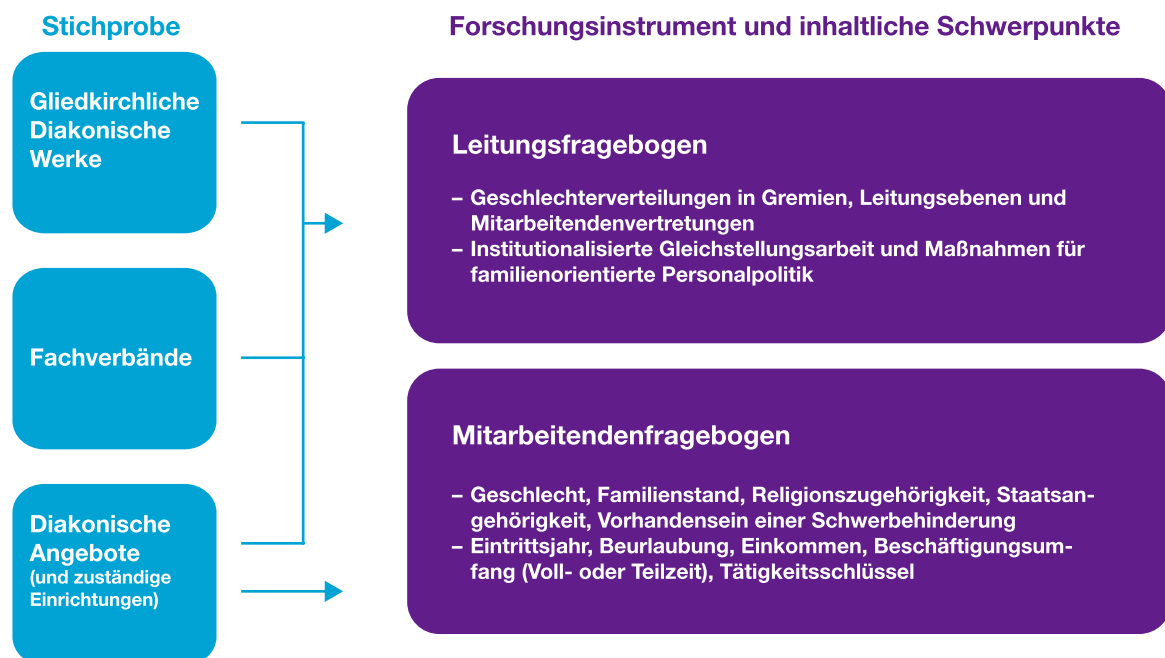 Stichprobe
Gliedkirchliche
Diakonische
Werke
Fachverbände
Diakonische
Angebote
(und zuständige
Einrichtungen)
Forschungsinstrument und inhaltliche Schwerpunkte
Leitungsfragebogen
– Geschlechterverteilungen in Gremien, Leitungsebenen und
Mitarbeitendenvertretungen
– Institutionalisierte Gleichstellungsarbeit und Maßnahmen für
familienorientierte Personalpolitik
Mitarbeitendenfragebogen
– Geschlecht, Familienstand, Religionszugehörigkeit, Staatsan-
gehörigkeit, Vorhandensein einer Schwerbehinderung
– Eintrittsjahr, Beurlaubung, Einkommen, Beschäftigungsum-
fang (Voll- oder Teilzeit), Tätigkeitsschlüssel